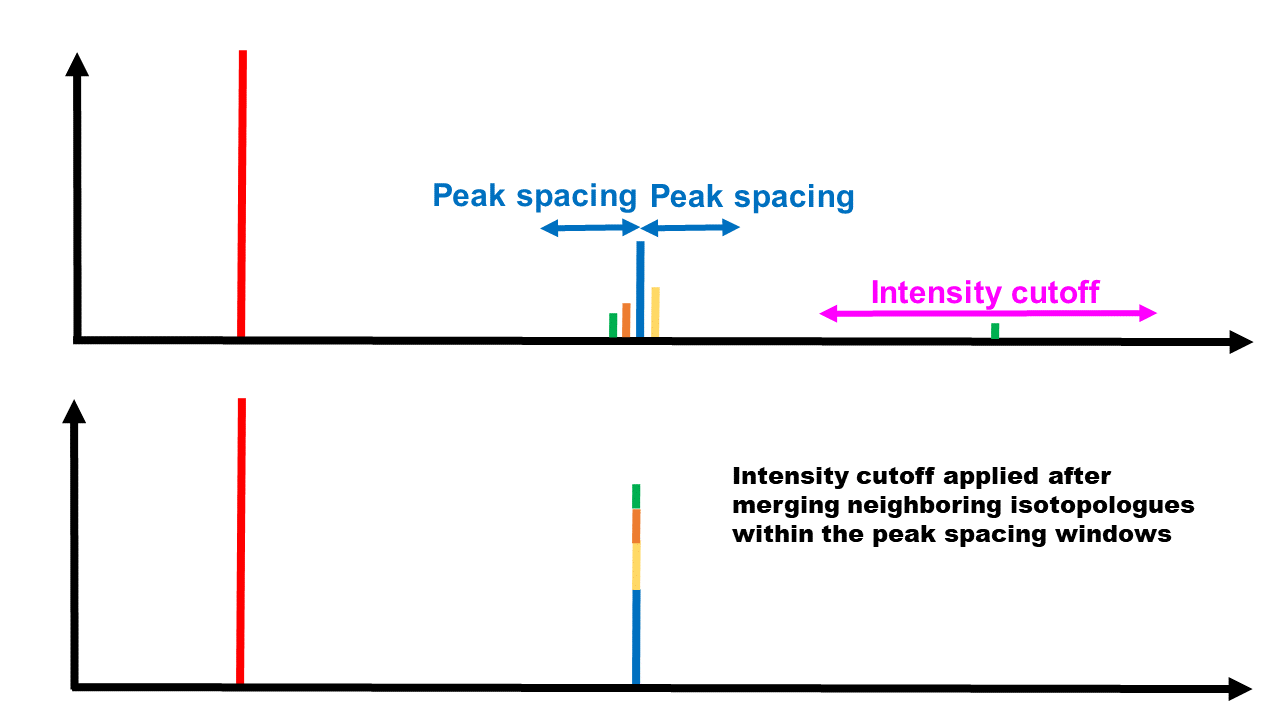 Peak spacing Peak spacing
Intensity cutoff
Intensity cutoff applied after
merging neighboring isotopologues
within the peak spacing windows